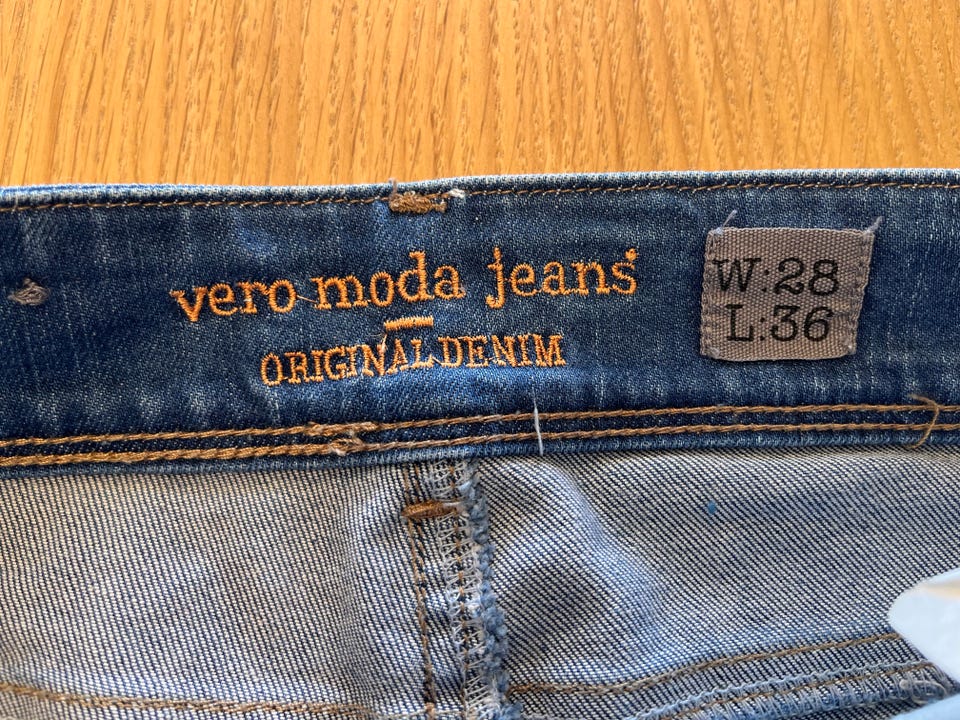 vero moda jeans
ORIGINAL DENIM
W:28
L:36